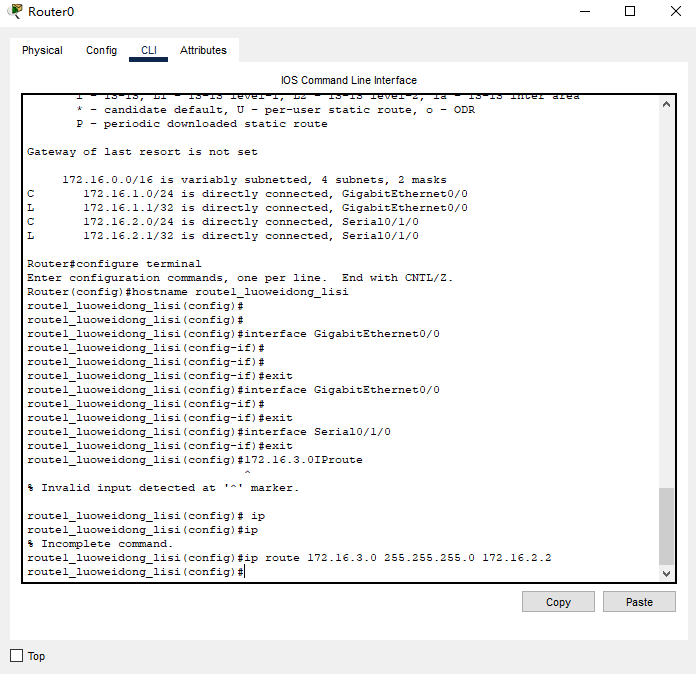 Router0
Physical Config CLI Attributes
IOS Command Line Interface
i - IS-IS, L1 - IS-IS level-1, L2 - IS-IS level-2, ia - IS-IS inter area
* - candidate default, U - per-user static route, o - ODR
P - periodic downloaded static route
Gateway of last resort is not set
172.16.0.0/16 is variably subnetted, 4 subnets, 2 masks
C 172.16.1.0/24 is directly connected, GigabitEthernet0/0
L 172.16.1.1/32 is directly connected, GigabitEthernet0/0
C 172.16.2.0/24 is directly connected, Serial0/1/0
L 172.16.2.1/32 is directly connected, Serial0/1/0
Router#configure terminal
Enter configuration commands, one per line. End with CNTL/Z.
Router(config)#hostname route1_luoweidong_lisi
route1_luoweidong_lisi(config)#
route1_luoweidong_lisi(config)#
route1_luoweidong_lisi(config)#interface GigabitEthernet0/0
route1_luoweidong_lisi(config-if)#
route1_luoweidong_lisi(config-if)#
route1_luoweidong_lisi(config-if)#exit
route1_luoweidong_lisi(config)#interface GigabitEthernet0/0
route1_luoweidong_lisi(config-if)#
route1_luoweidong_lisi(config-if)#exit
route1_luoweidong_lisi(config)#interface Serial0/1/0
route1_luoweidong_lisi(config-if)#exit
route1_luoweidong_lisi(config)#172.16.3.0IProute
^
% Invalid input detected at '^' marker.
route1_luoweidong_lisi(config)# ip
route1_luoweidong_lisi(config)#ip
% Incomplete command.
route1_luoweidong_lisi(config)#ip route 172.16.3.0 255.255.255.0 172.16.2.2
route1_luoweidong_lisi(config)#
Copy Paste
Top